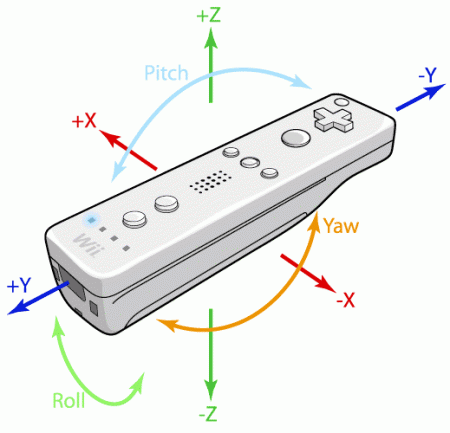 +Z
Pitch
-Y
+X
Wii
Yaw
+Y
-X
Roll
-Z